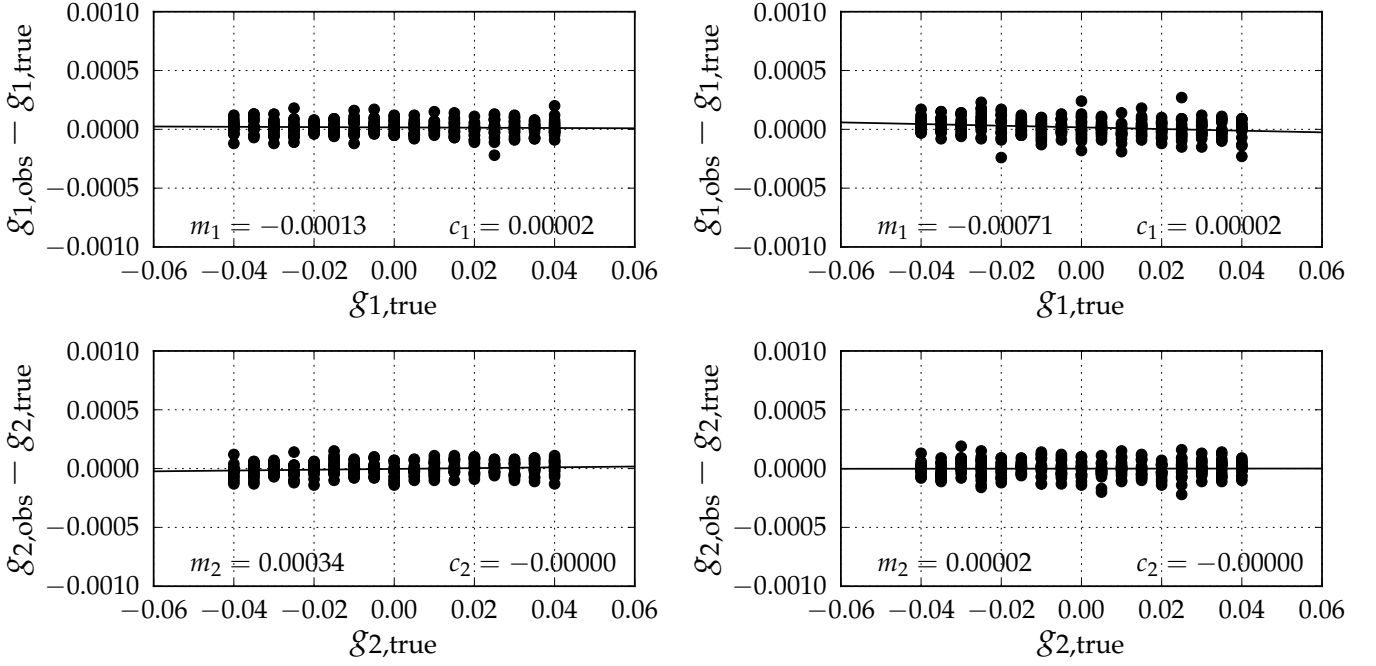 0.0010
0.0005
0.0000
−0.0005
−0.0010
g1,obs − g1,true
m1 = −0.00013 c1 = 0.00002
−0.06 −0.04 −0.02 0.00 0.02 0.04 0.06
g1,true
0.0010
0.0005
0.0000
−0.0005
−0.0010
g1,obs − g1,true
m1 = −0.00071 c1 = 0.00002
−0.06 −0.04 −0.02 0.00 0.02 0.04 0.06
g1,true
0.0010
0.0005
0.0000
−0.0005
−0.0010
g2,obs − g2,true
m2 = 0.00034 c2 = −0.00000
−0.06 −0.04 −0.02 0.00 0.02 0.04 0.06
g2,true
0.0010
0.0005
0.0000
−0.0005
−0.0010
g2,obs − g2,true
m2 = 0.00002 c2 = −0.00000
−0.06 −0.04 −0.02 0.00 0.02 0.04 0.06
g2,true